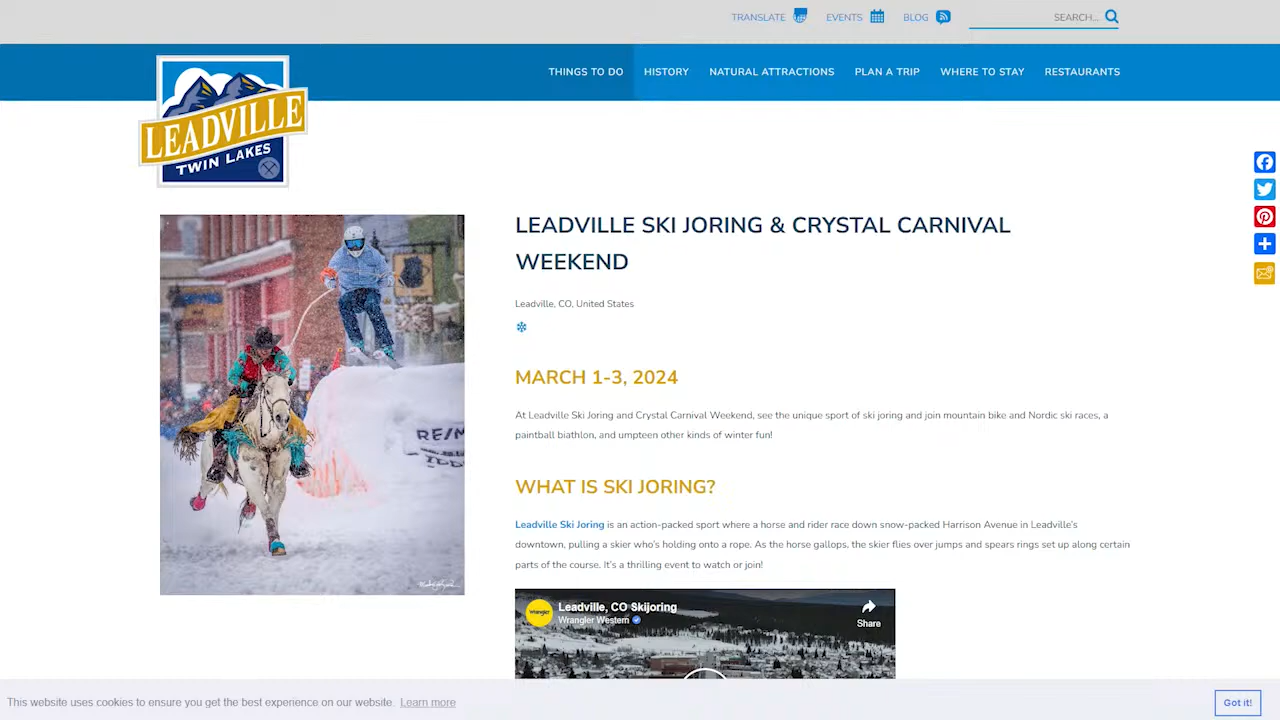 TRANSLATE EVENTS BLOG SEARCH...
THINGS TO DO HISTORY NATURAL ATTRACTIONS PLAN A TRIP WHERE TO STAY RESTAURANTS
LEADVILLE
TWIN LAKES
LEADVILLE SKI JORING & CRYSTAL CARNIVAL
WEEKEND
Leadville, CO, United States
MARCH 1-3, 2024
At Leadville Ski Joring and Crystal Carnival Weekend, see the unique sport of ski joring and join mountain bike and Nordic ski races, a
paintball biathlon, and umpteen other kinds of winter fun!
WHAT IS SKI JORING?
Leadville Ski Joring is an action-packed sport where a horse and rider race down snow-packed Harrison Avenue in Leadville's
downtown, pulling a skier who's holding onto a rope. As the horse gallops, the skier flies over jumps and spears rings set up along certain
parts of the course. It's a thrilling event to watch or join!
RE/M
Wrangler
Leadville, CO Skijoring
Wrangler Western
Share
This website uses cookies to ensure you get the best experience on our website. Learn more
Got it!